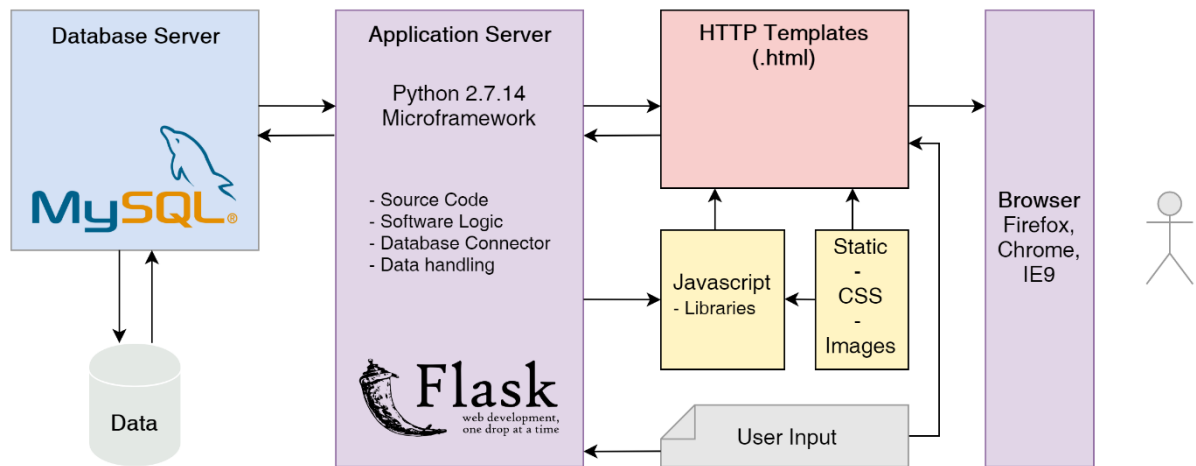 Database Server
MySQL®
Data
Application Server
Python 2.7.14
Microframework
- Source Code
- Software Logic
- Database Connector
- Data handling
Flask
web development,
one drop at a time
HTTP Templates
(.html)
Javascript
- Libraries
Static
-
CSS
-
Images
User Input
Browser
Firefox,
Chrome,
IE9